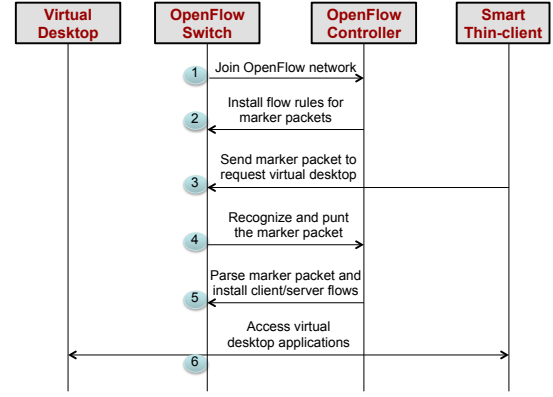 Virtual
Desktop
OpenFlow
Switch
OpenFlow
Controller
Smart
Thin-client
1
Join OpenFlow network
Install flow rules for
2
marker packets
Send marker packet to
3
request virtual desktop
Recognize and punt
4
the marker packet
Parse marker packet and
5
install client/server flows
Access virtual
desktop applications
6